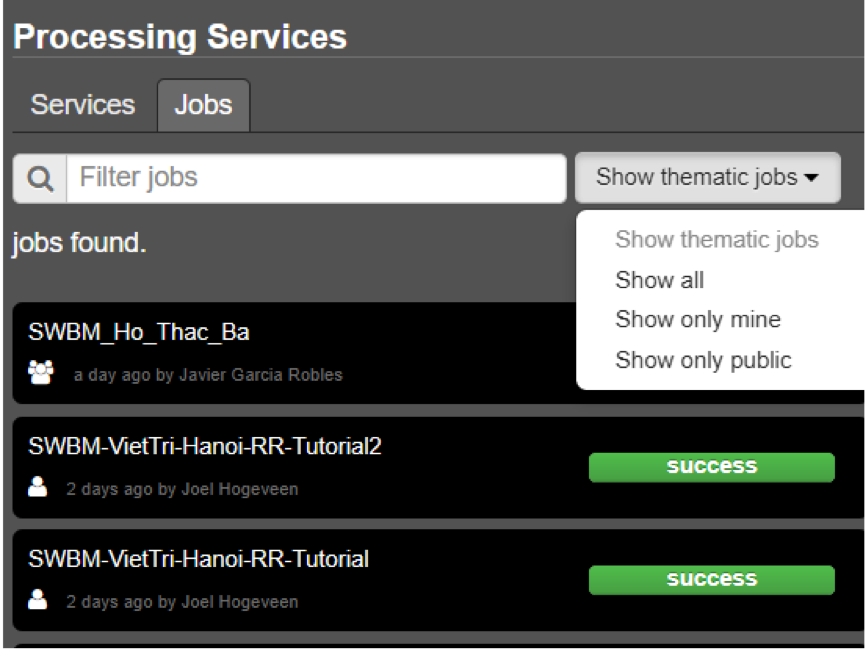 Processing Services
Services Jobs
Filter jobs Show thematic jobs
jobs found.
Show thematic jobs
Show all
Show only mine
Show only public
SWBM_Ho_Thac_Ba
a day ago by Javier Garcia Robles
SWBM-VietTri-Hanoi-RR-Tutorial2
success
2 days ago by Joel Hogeveen
SWBM-VietTri-Hanoi-RR-Tutorial
success
2 days ago by Joel Hogeveen